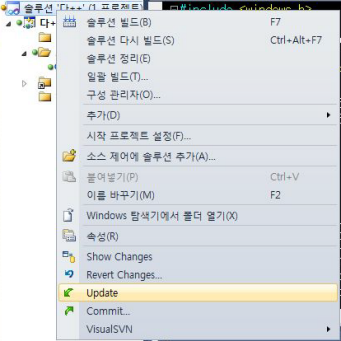 솔루션 '다++' (1 프로젝트)
#include <windows.h>
다+
솔루션 빌드(B) F7
솔루션 다시 빌드(S) Ctrl+Alt+F7
솔루션 정리(E)
일괄 빌드(T)...
구성 관리자(O)...
추가(D)
시작 프로젝트 설정(F)...
소스 제어에 솔루션 추가(A)...
붙여넣기(P) Ctrl+V
이름 바꾸기(M) F2
Windows 탐색기에서 폴더 열기(X)
속성(R)
Show Changes
Revert Changes...
Update
Commit...
VisualSVN